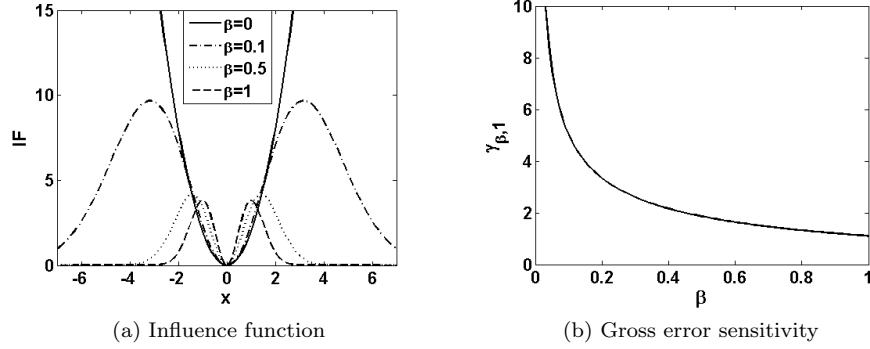 15
10
5
0
IF
-6
-4
-2
0
2
4
6
x
β=0
β=0.1
β=0.5
β=1
(a) Influence function
10
8
6
4
2
0
γβ,1
0
0.2
0.4
0.6
0.8
1
β
(b) Gross error sensitivity